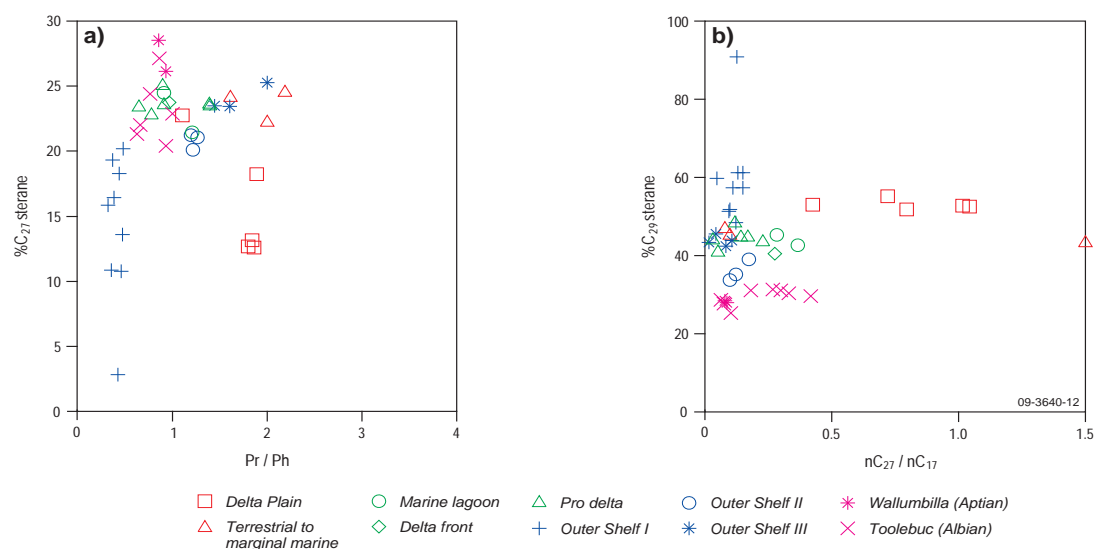 a)
30
25
20
15
10
5
0
%C27 sterane
0 1 2 3 4
Pr / Ph
b)
100
80
60
40
20
0
%C29 sterane
09-3640-12
0 0.5 1.0 1.5
nC27 / nC17
Delta Plain
Marine lagoon
Pro delta
Outer Shelf II
Wallumbilla (Aptian)
Terrestrial to
marginal marine
Delta front
Outer Shelf I
Outer Shelf III
Toolebuc (Albian)